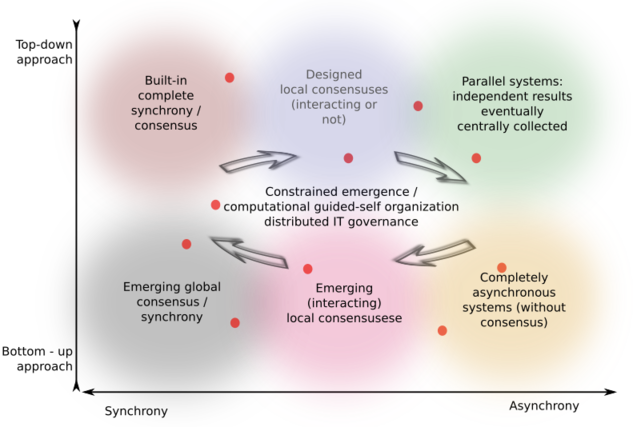 Top-down
approach
Built-in
complete
synchrony /
consensus
Designed
local consensuses
(interacting or
not)
Parallel systems:
independent results
eventually
centrally collected
Constrained emergence /
computational guided-self organization
distributed IT governance
Emerging global
consensus /
synchrony
Emerging
(interacting)
local consensusese
Completely
asynchronous
systems (without
consensus)
Bottom - up
approach
Synchrony
Asynchrony